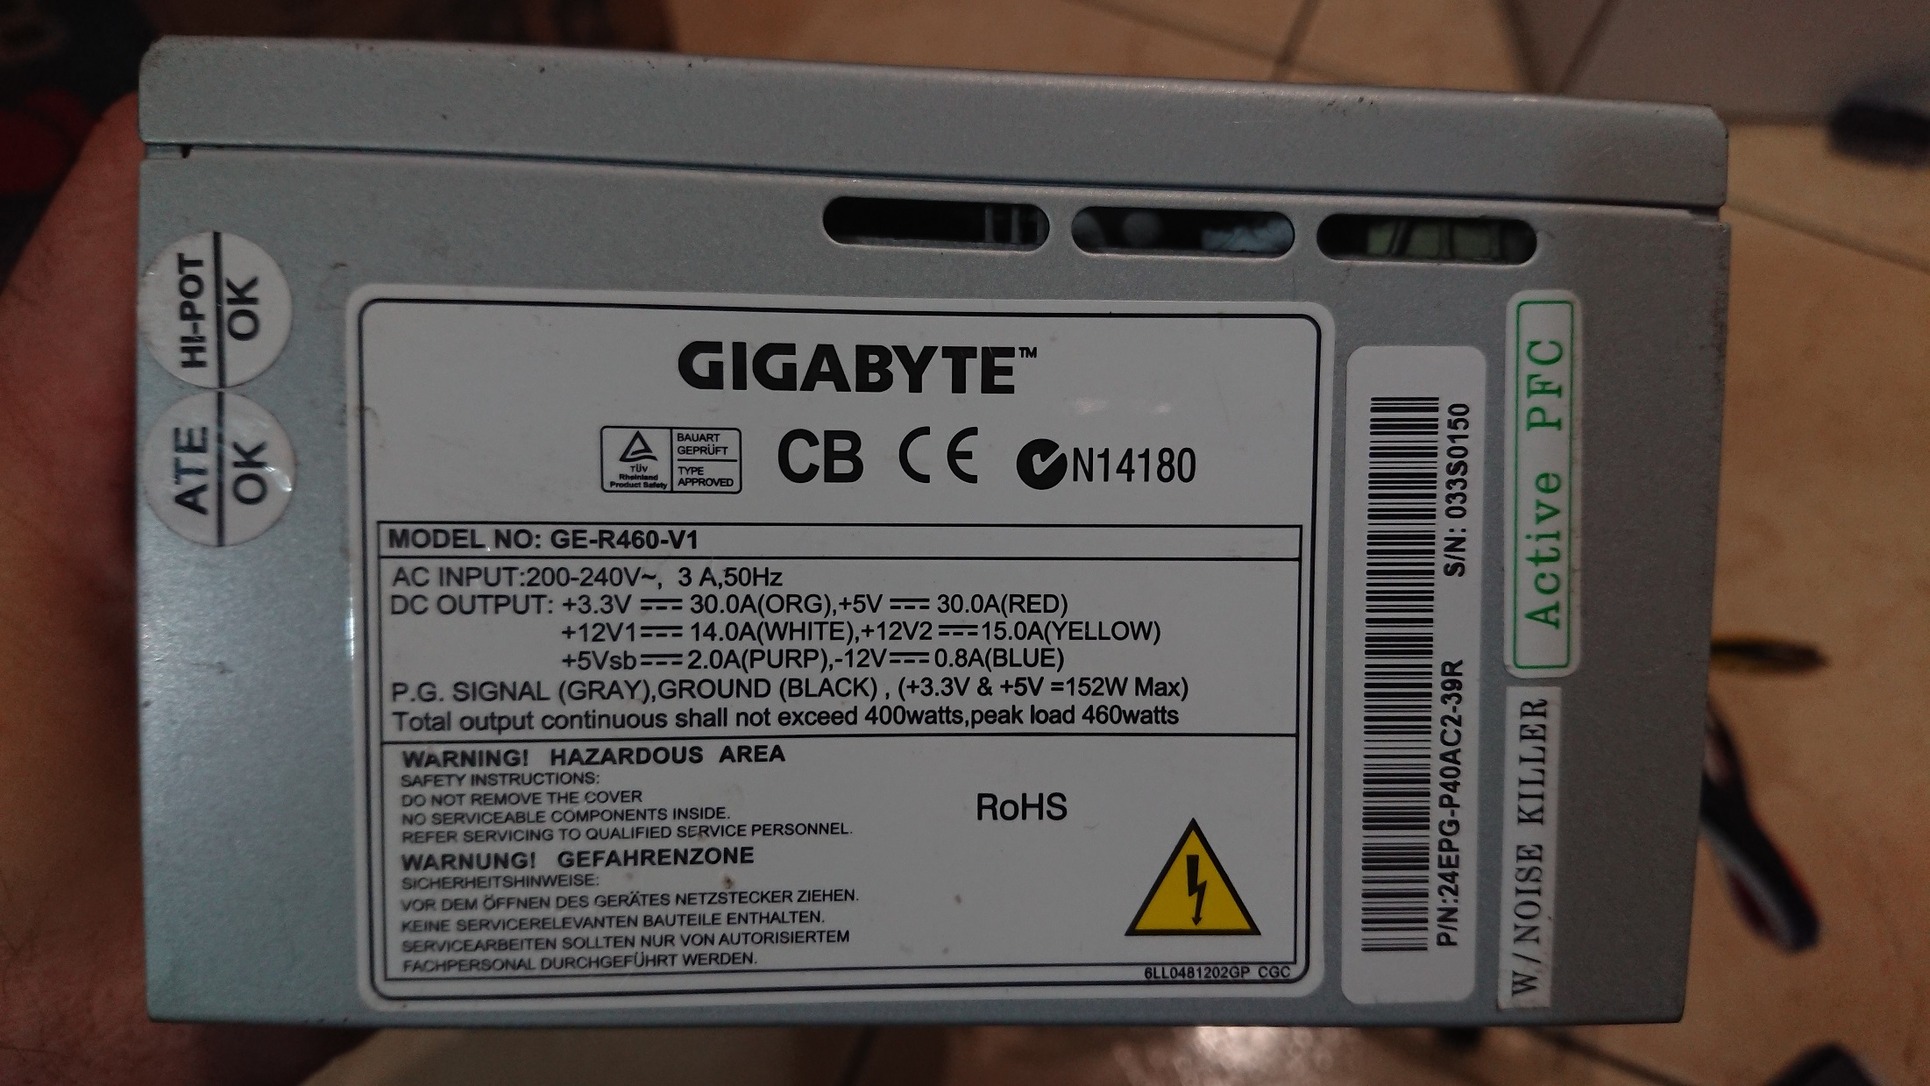 HI-POT
OK
ATE
OK
GIGABYTE™
TÜV
Rheinland
Product Safety
BAUART
GEPRÜFT
TYPE
APPROVED
CB CE N14180
MODEL NO: GE-R460-V1
AC INPUT:200-240V~, 3 A,50Hz
DC OUTPUT: +3.3V ⎓ 30.0A(ORG),+5V ⎓ 30.0A(RED)
+12V1⎓ 14.0A(WHITE),+12V2 ⎓15.0A(YELLOW)
+5Vsb⎓2.0A(PURP),-12V⎓0.8A(BLUE)
P.G. SIGNAL (GRAY),GROUND (BLACK) , (+3.3V & +5V =152W Max)
Total output continuous shall not exceed 400watts,peak load 460watts
WARNING! HAZARDOUS AREA
SAFETY INSTRUCTIONS:
DO NOT REMOVE THE COVER
NO SERVICEABLE COMPONENTS INSIDE.
REFER SERVICING TO QUALIFIED SERVICE PERSONNEL.
WARNUNG! GEFAHRENZONE
SICHERHEITSHINWEISE:
VOR DEM ÖFFNEN DES GERÄTES NETZSTECKER ZIEHEN.
KEINE SERVICERELEVANTEN BAUTEILE ENTHALTEN.
SERVICEARBEITEN SOLLTEN NUR VON AUTORISIERTEM
FACHPERSONAL DURCHGEFÜHRT WERDEN.
RoHS
6LL0481202GP CGC
P/N:24EPG-P40AC2-39R S/N: 033S0150
Active PFC
W/NOISE KILLER